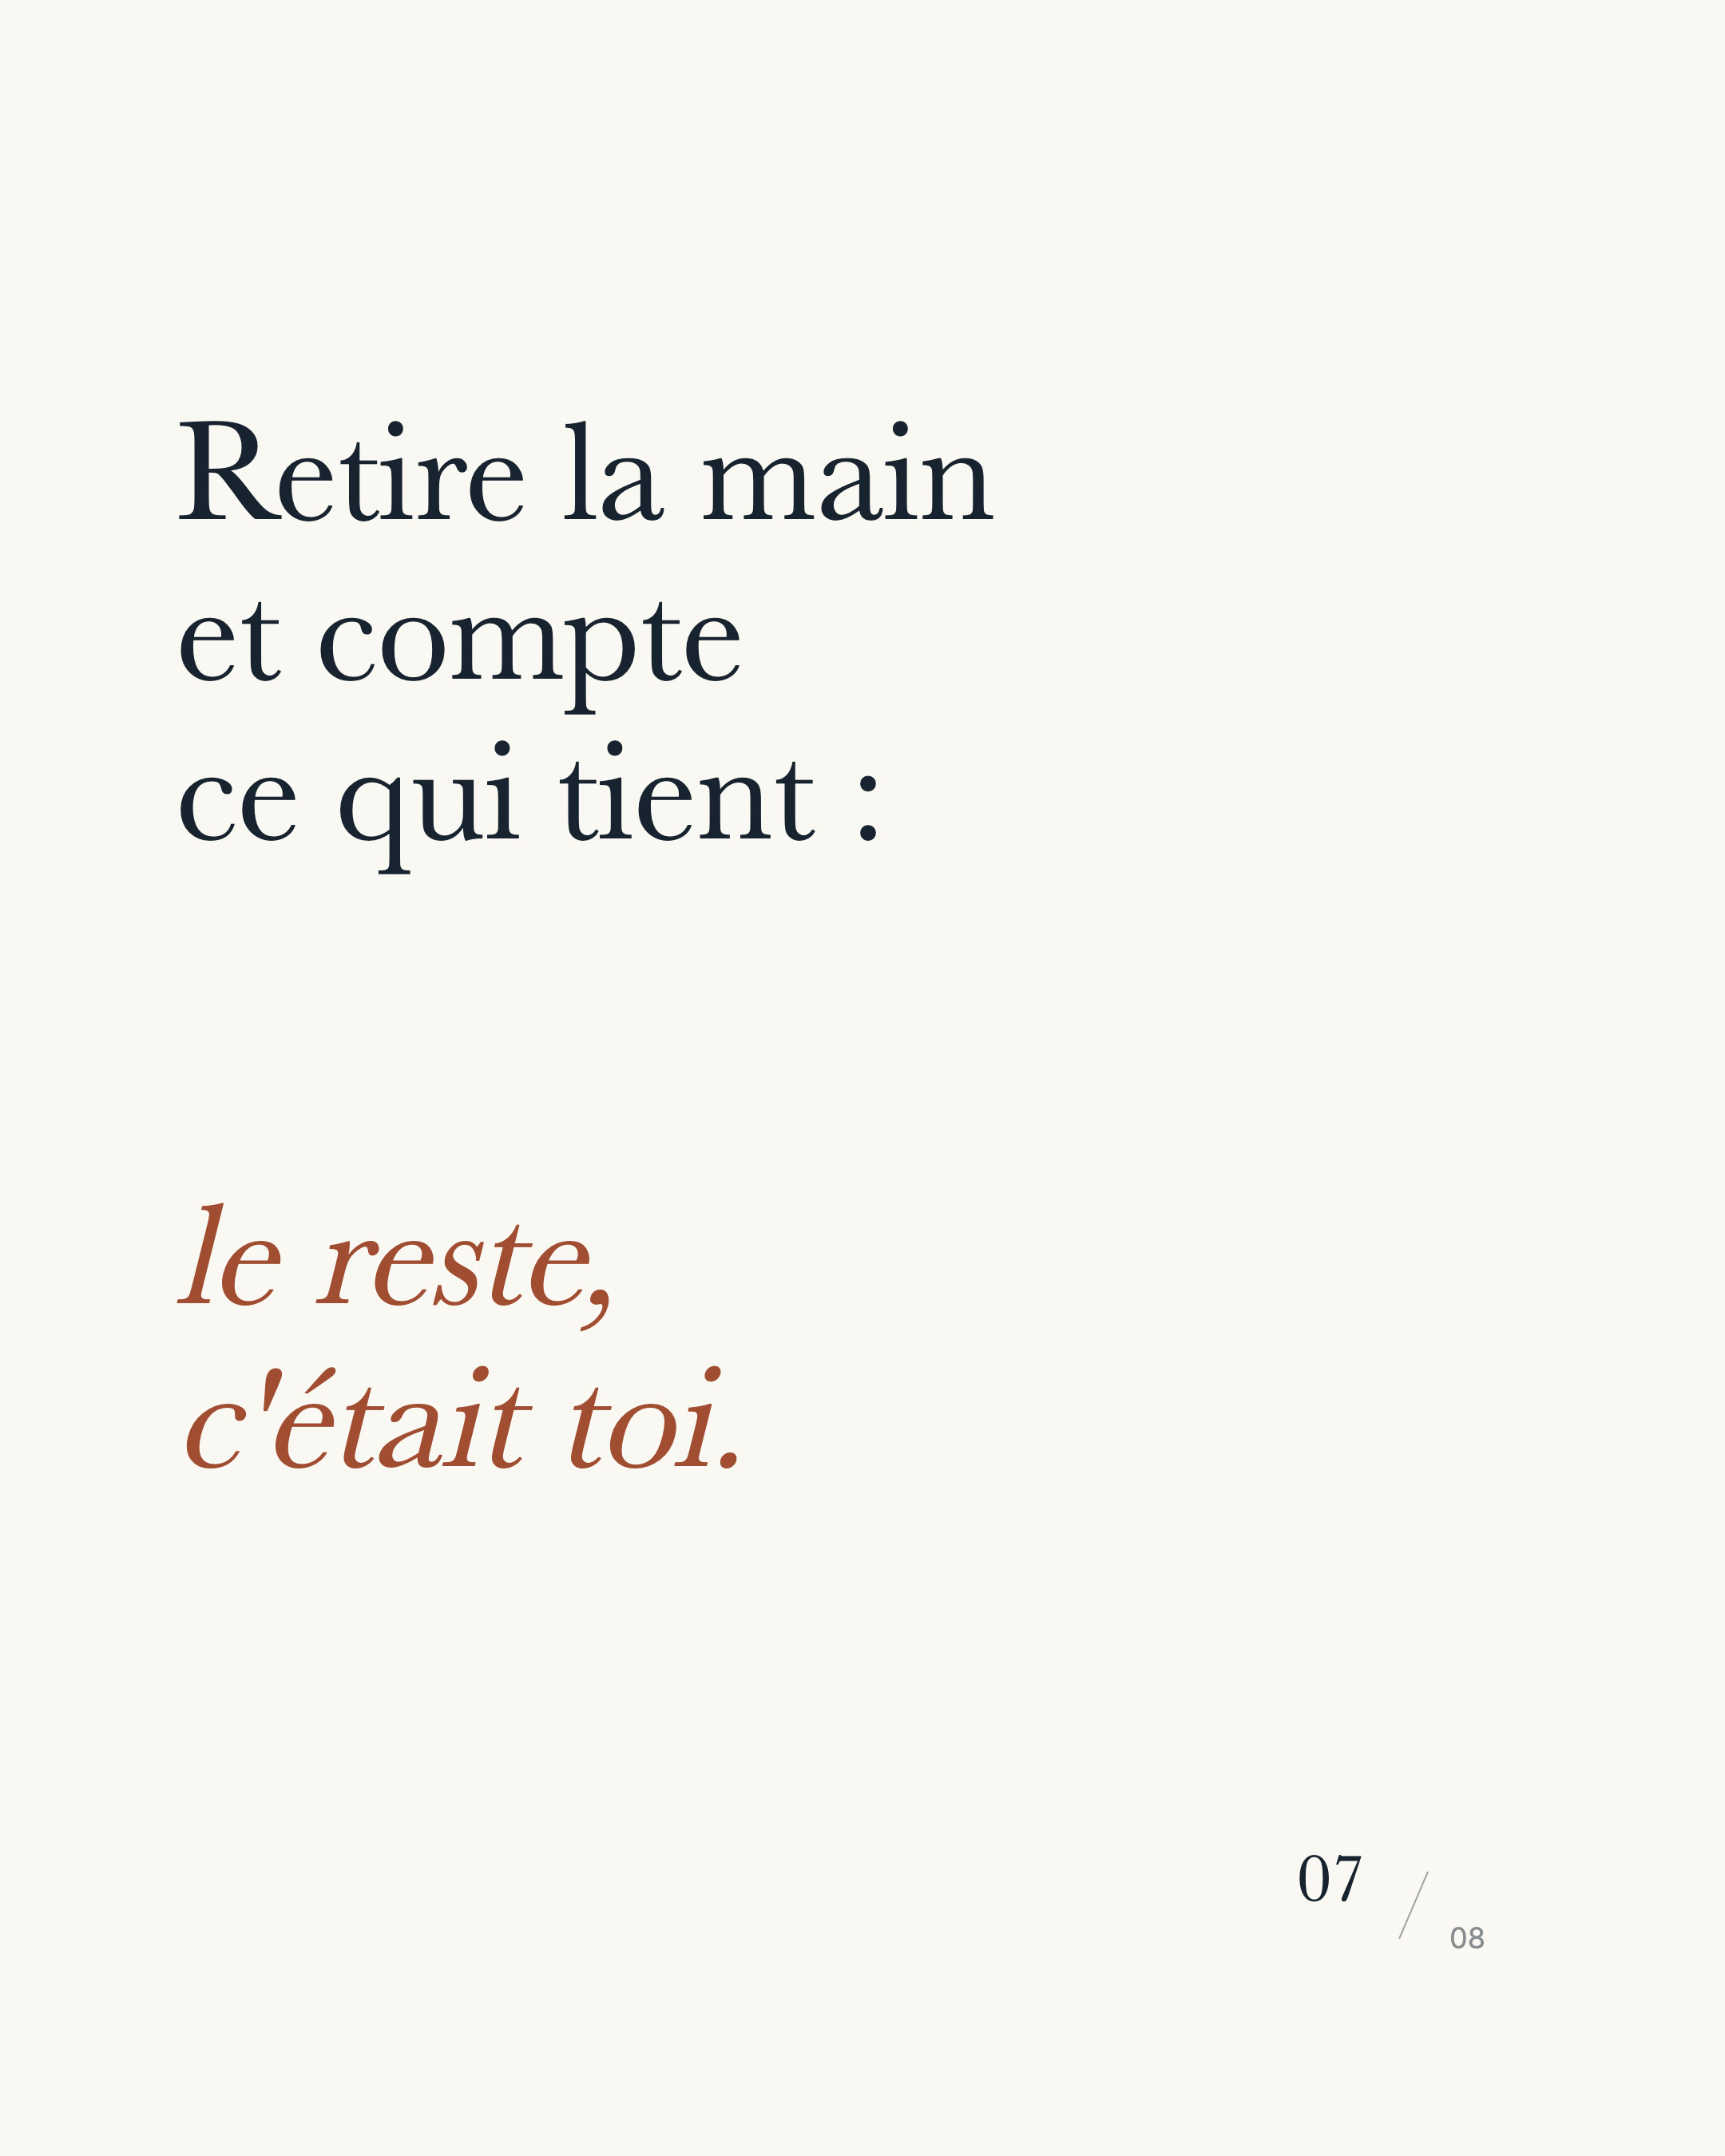 Retire la main
et compte
ce qui tient :
le reste,
c'était toi.
07 / 08